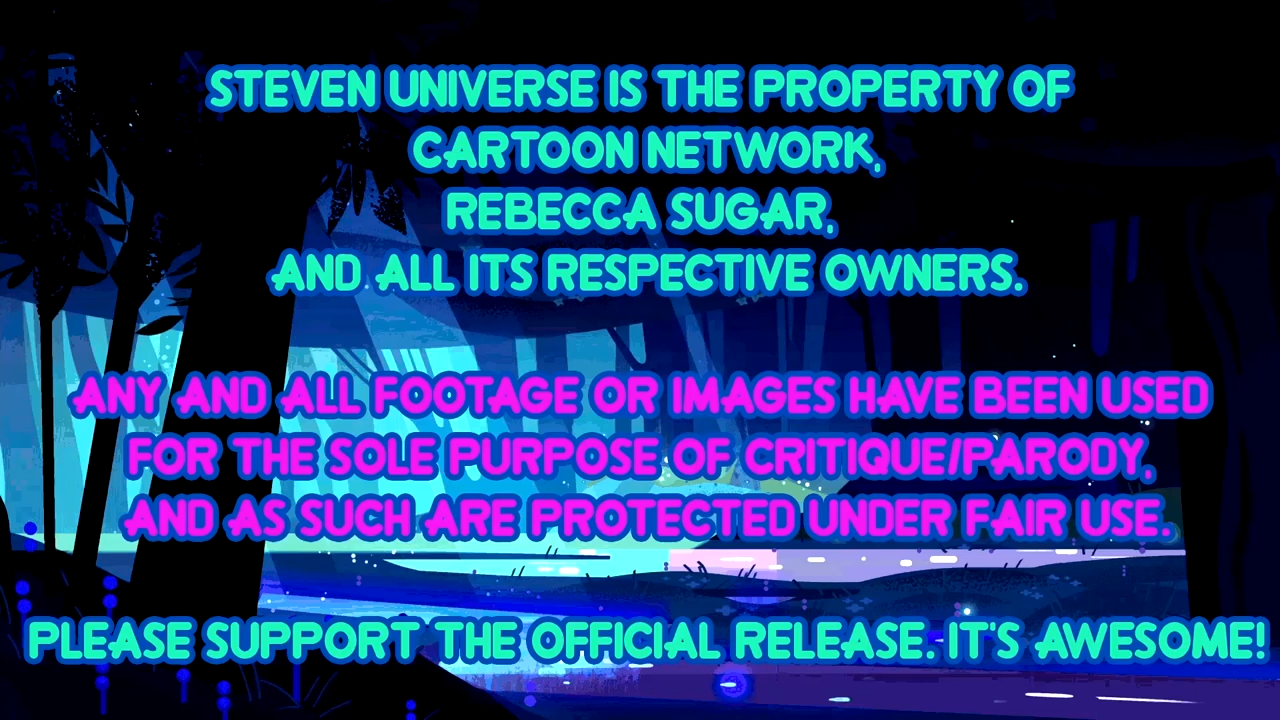 STEVEN UNIVERSE IS THE PROPERTY OF
CARTOON NETWORK,
REBECCA SUGAR,
AND ALL ITS RESPECTIVE OWNERS.
ANY AND ALL FOOTAGE OR IMAGES HAVE BEEN USED
FOR THE SOLE PURPOSE OF CRITIQUE/PARODY,
AND AS SUCH ARE PROTECTED UNDER FAIR USE.
PLEASE SUPPORT THE OFFICIAL RELEASE. IT'S AWESOME!